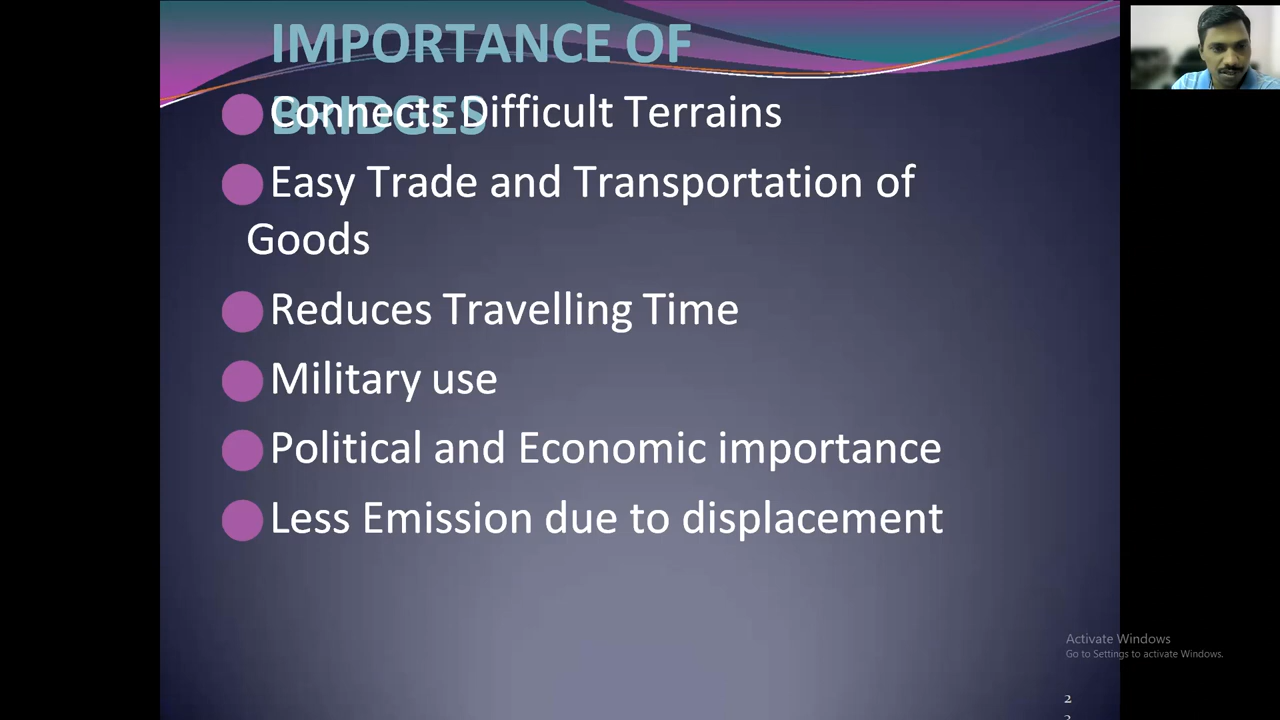 IMPORTANCE OF
BRIDGES
Connects Difficult Terrains
Easy Trade and Transportation of
Goods
Reduces Travelling Time
Military use
Political and Economic importance
Less Emission due to displacement
Activate Windows
Go to Settings to activate Windows.
2